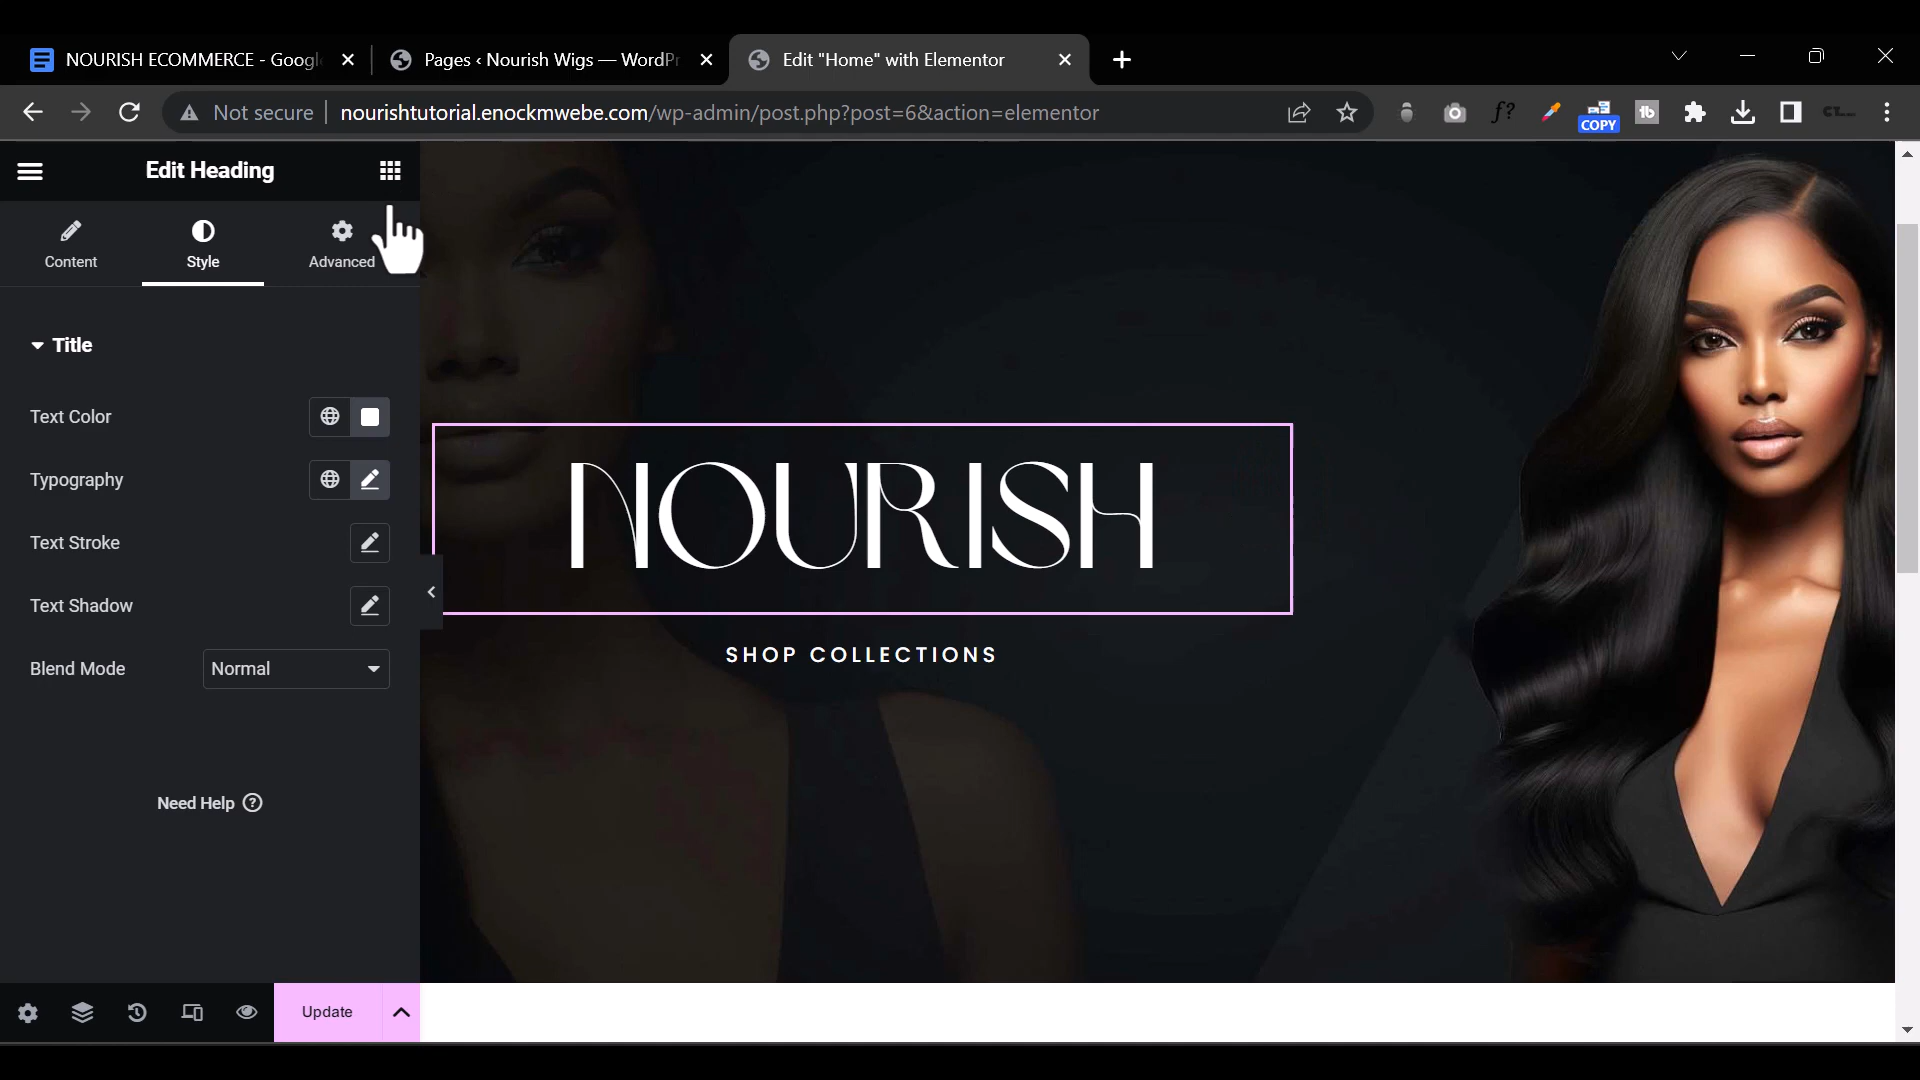 NOURISH ECOMMERCE - Googl
Pages ‹ Nourish Wigs — WordPr
Edit "Home" with Elementor
Not secure
nourishtutorial.enockmwebe.com/wp-admin/post.php?post=6&action=elementor
f?
COPY
tb
Edit Heading
Content
Style
Advanced
Title
Text Color
Typography
Text Stroke
Text Shadow
Blend Mode
Normal
Need Help ?
Update
NOURISH
SHOP COLLECTIONS